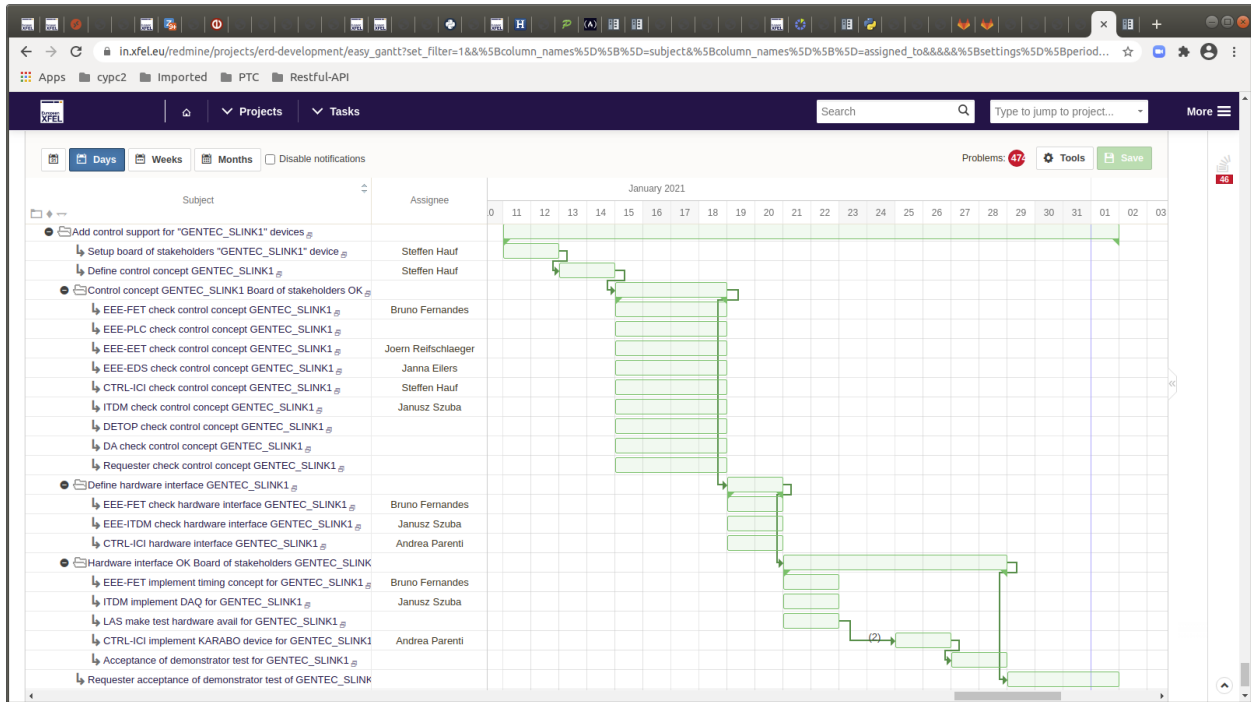 in.xfel.eu/redmine/projects/erd-development/easy_gantt?set_filter=1&&%5Bcolumn_names%5D%5B%5D=subject&%5Bcolumn_names%5D%5B%5D=assigned_to&&&&&%5Bsettings%5D%5Bperiod...
Apps cypc2 Imported PTC Restful-API
European XFEL Projects Tasks Search Type to jump to project... More
Days Weeks Months Disable notifications Problems: 474 Tools Save
46
January 2021
Subject Assignee
0 11 12 13 14 15 16 17 18 19 20 21 22 23 24 25 26 27 28 29 30 31 01 02 03
Add control support for "GENTEC_SLINK1" devices
Setup board of stakeholders "GENTEC_SLINK1" device Steffen Hauf
Define control concept GENTEC_SLINK1 Steffen Hauf
Control concept GENTEC_SLINK1 Board of stakeholders OK
EEE-FET check control concept GENTEC_SLINK1 Bruno Fernandes
EEE-PLC check control concept GENTEC_SLINK1
EEE-EET check control concept GENTEC_SLINK1 Joern Reifschlaeger
EEE-EDS check control concept GENTEC_SLINK1 Janna Eilers
CTRL-ICI check control concept GENTEC_SLINK1 Steffen Hauf
ITDM check control concept GENTEC_SLINK1 Janusz Szuba
DETOP check control concept GENTEC_SLINK1
DA check control concept GENTEC_SLINK1
Requester check control concept GENTEC_SLINK1
Define hardware interface GENTEC_SLINK1
EEE-FET check hardware interface GENTEC_SLINK1 Bruno Fernandes
EEE-ITDM check hardware interface GENTEC_SLINK1 Janusz Szuba
CTRL-ICI hardware interface GENTEC_SLINK1 Andrea Parenti
Hardware interface OK Board of stakeholders GENTEC_SLINK
EEE-FET implement timing concept for GENTEC_SLINK1 Bruno Fernandes
ITDM implement DAQ for GENTEC_SLINK1 Janusz Szuba
LAS make test hardware avail for GENTEC_SLINK1
CTRL-ICI implement KARABO device for GENTEC_SLINK1 Andrea Parenti (2)
Acceptance of demonstrator test for GENTEC_SLINK1
Requester acceptance of demonstrator test of GENTEC_SLINK